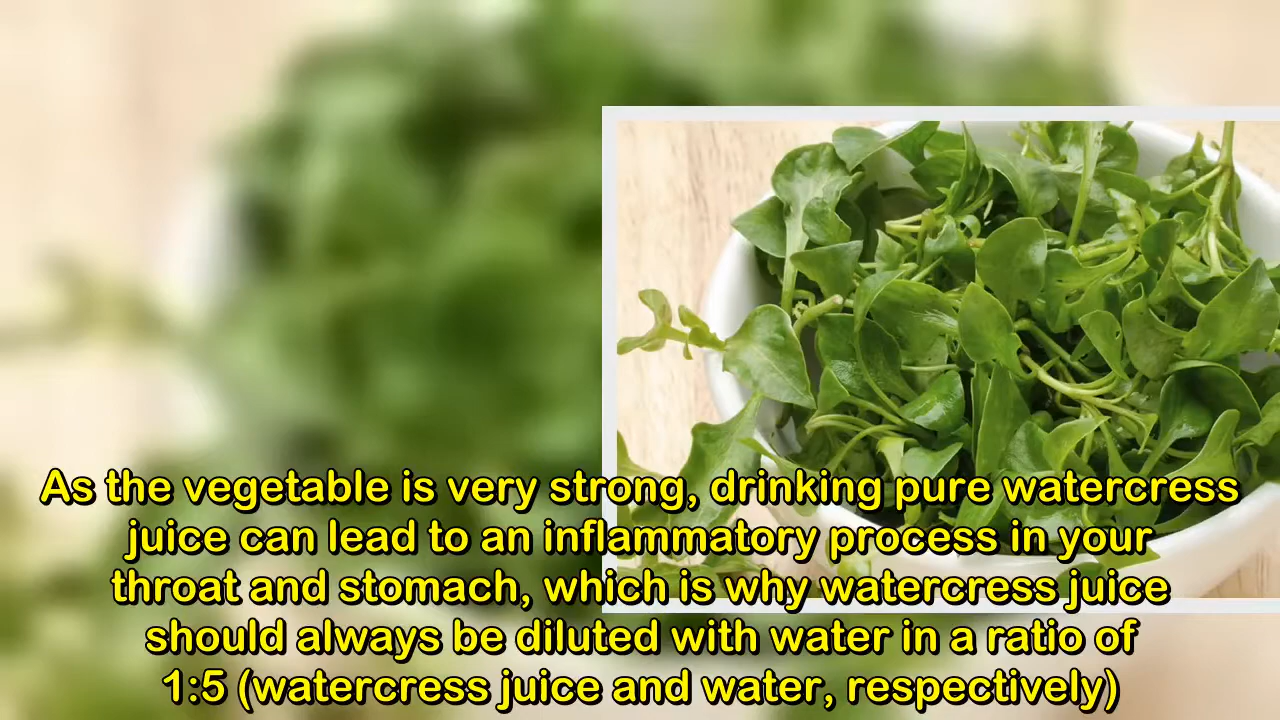 As the vegetable is very strong, drinking pure watercress
juice can lead to an inflammatory process in your
throat and stomach, which is why watercress juice
should always be diluted with water in a ratio of
1:5 (watercress juice and water, respectively)